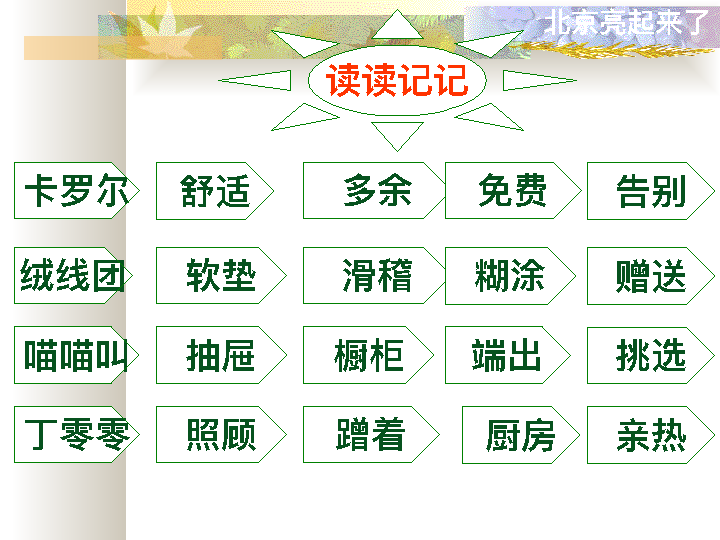 北京亮起来了
读读记记
卡罗尔 舒适 多余 免费 告别
绒线团 软垫 滑稽 糊涂 赠送
喵喵叫 抽屉 橱柜 端出 挑选
丁零零 照顾 蹭着 厨房 亲热